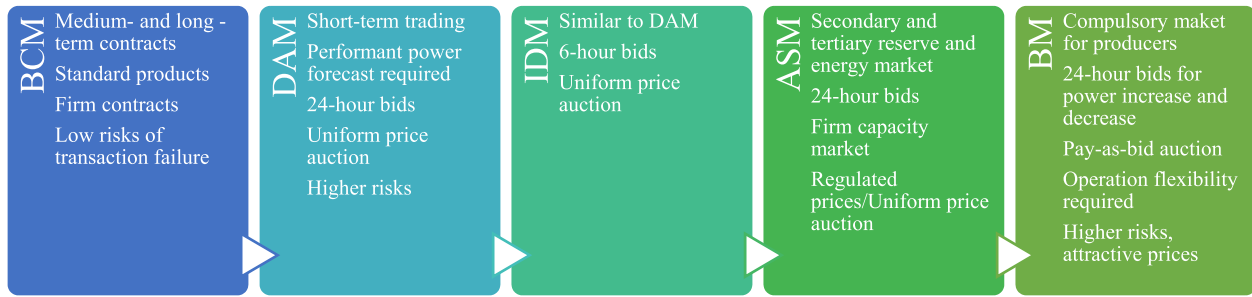 BCM
Medium- and long -
term contracts
Standard products
Firm contracts
Low risks of
transaction failure
DAM
Short-term trading
Performant power
forecast required
24-hour bids
Uniform price
auction
Higher risks
IDM
Similar to DAM
6-hour bids
Uniform price
auction
ASM
Secondary and
tertiary reserve and
energy market
24-hour bids
Firm capacity
market
Regulated
prices/Uniform price
auction
BM
Compulsory maket
for producers
24-hour bids for
power increase and
decrease
Pay-as-bid auction
Operation flexibility
required
Higher risks,
attractive prices